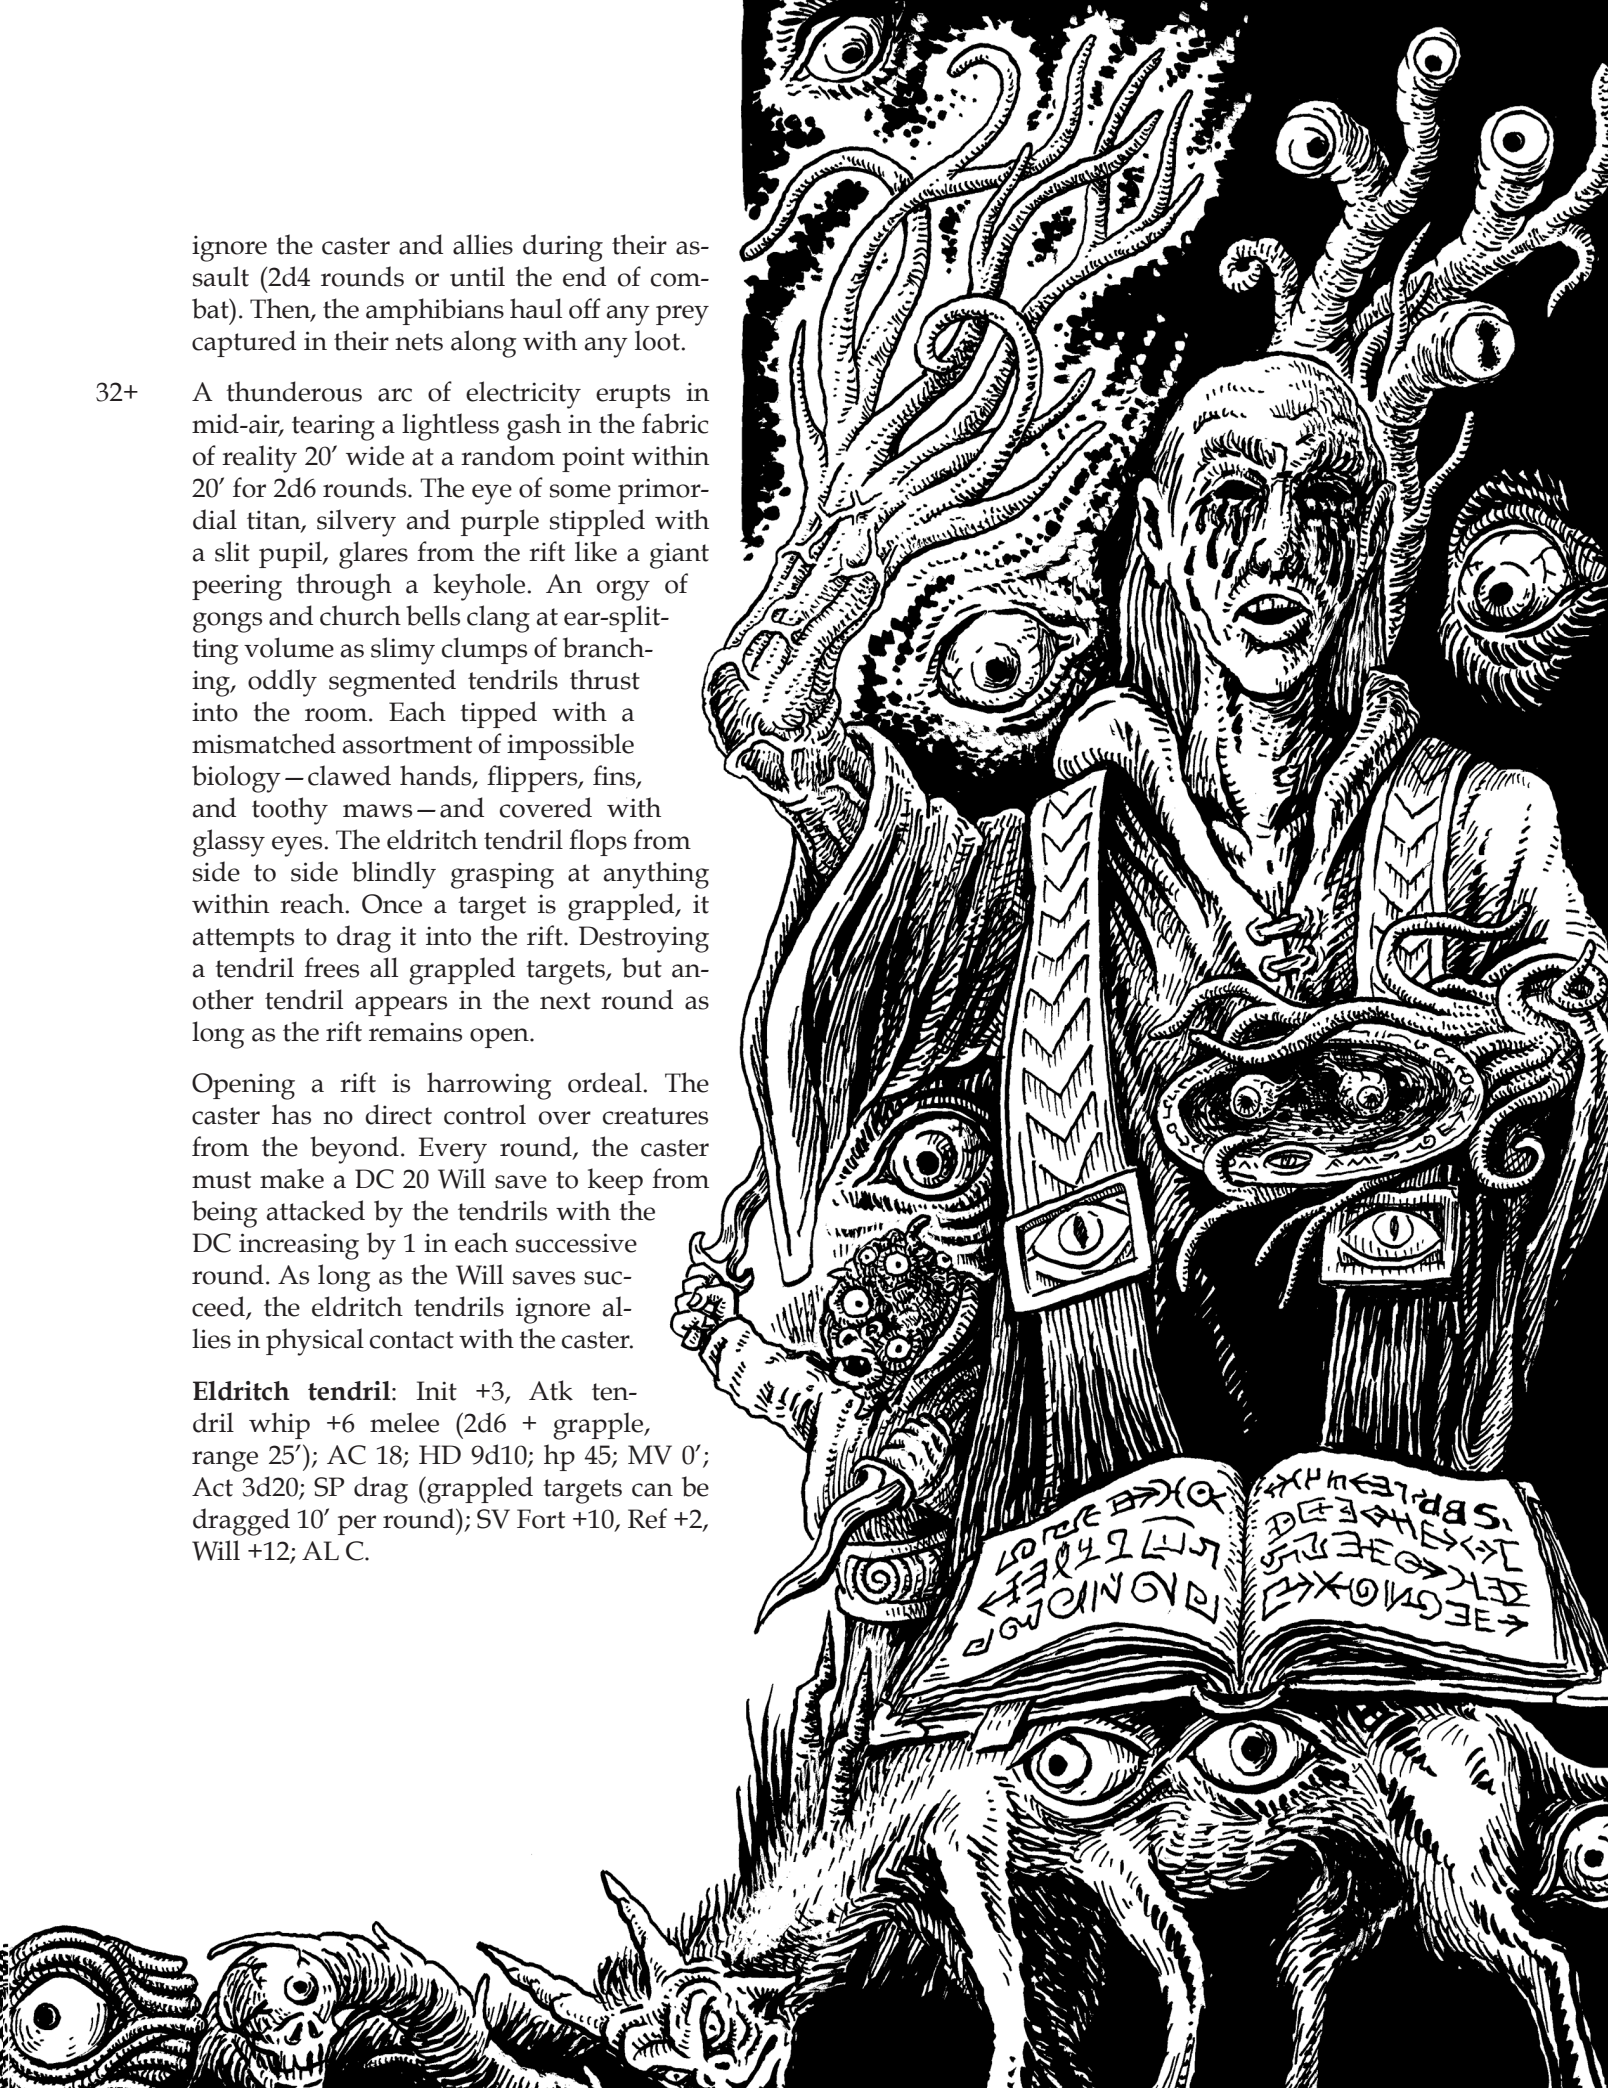 ignore the caster and allies during their as-
sault (2d4 rounds or until the end of com-
bat). Then, the amphibians haul off any prey
captured in their nets along with any loot.
32+ A thunderous arc of electricity erupts in
mid-air, tearing a lightless gash in the fabric
of reality 20′ wide at a random point within
20′ for 2d6 rounds. The eye of some primor-
dial titan, silvery and purple stippled with
a slit pupil, glares from the rift like a giant
peering through a keyhole. An orgy of
gongs and church bells clang at ear-split-
ting volume as slimy clumps of branch-
ing, oddly segmented tendrils thrust
into the room. Each tipped with a
mismatched assortment of impossible
biology—clawed hands, flippers, fins,
and toothy maws—and covered with
glassy eyes. The eldritch tendril flops from
side to side blindly grasping at anything
within reach. Once a target is grappled, it
attempts to drag it into the rift. Destroying
a tendril frees all grappled targets, but an-
other tendril appears in the next round as
long as the rift remains open.
Opening a rift is harrowing ordeal. The
caster has no direct control over creatures
from the beyond. Every round, the caster
must make a DC 20 Will save to keep from
being attacked by the tendrils with the
DC increasing by 1 in each successive
round. As long as the Will saves suc-
ceed, the eldritch tendrils ignore al-
lies in physical contact with the caster.
Eldritch tendril: Init +3, Atk ten-
dril whip +6 melee (2d6 + grapple,
range 25′); AC 18; HD 9d10; hp 45; MV 0′;
Act 3d20; SP drag (grappled targets can be
dragged 10′ per round); SV Fort +10, Ref +2,
Will +12; AL C.